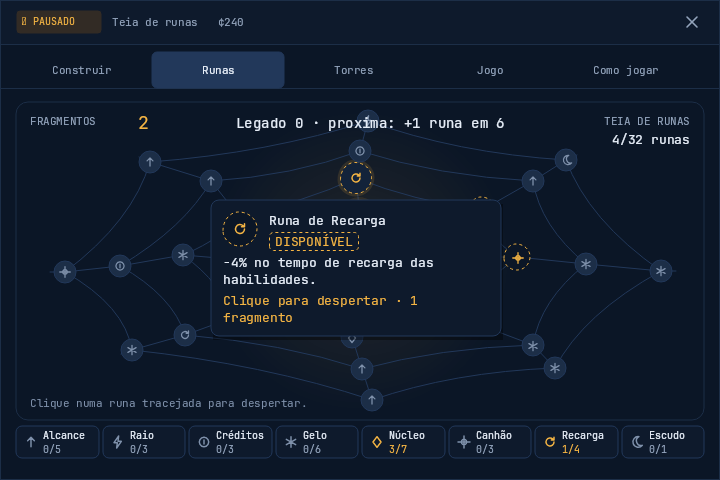 PAUSADO Teia de runas $240
Construir Runas Torres Jogo Como jogar
FRAGMENTOS 2 Legado 0 · proxima: +1 runa em 6 TEIA DE RUNAS
4/32 runas
Runa de Recarga
DISPONÍVEL
-4% no tempo de recarga das
habilidades.
Clique para despertar · 1
fragmento
Clique numa runa tracejada para despertar.
Alcance Raio Créditos Gelo Núcleo Canhão Recarga Escudo
0/5 0/3 0/3 0/6 3/7 0/3 1/4 0/1